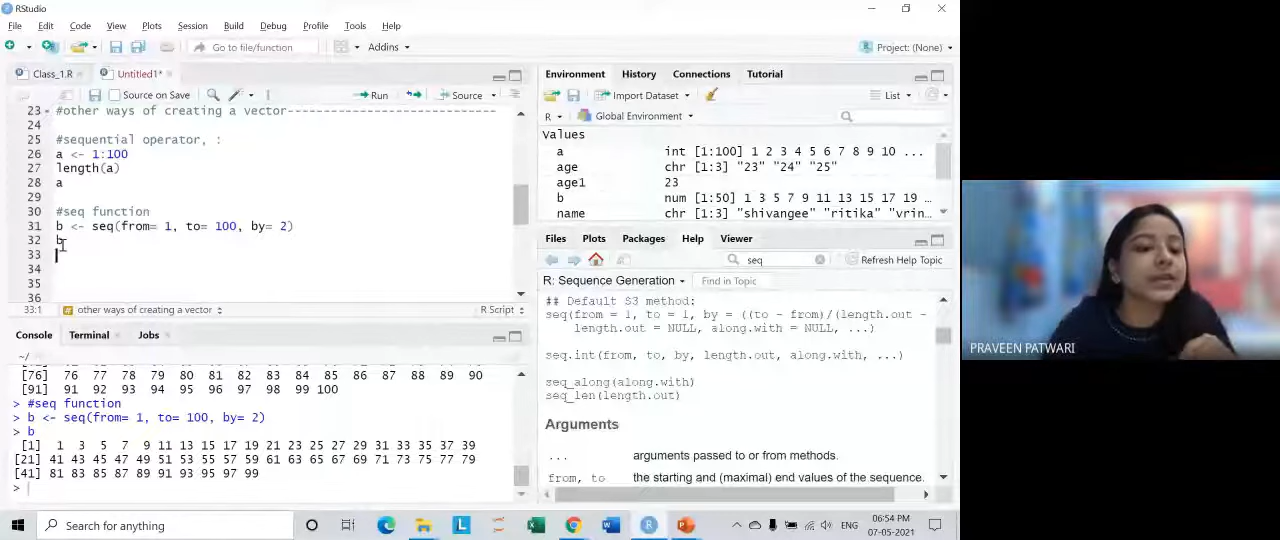 RStudio
File Edit Code View Plots Session Build Debug Profile Tools Help
Go to file/function Addins Project: (None)
Class_1.R Untitled1*
Source on Save Run Source
23 #other ways of creating a vector-----------------------------
24
25 #sequential operator, :
26 a <- 1:100
27 length(a)
28 a
29
30 #seq function
31 b <- seq(from= 1, to= 100, by= 2)
32 b
33
34
35
36
33:1 other ways of creating a vector R Script
Console Terminal Jobs
~/
[76] 76 77 78 79 80 81 82 83 84 85 86 87 88 89 90
[91] 91 92 93 94 95 96 97 98 99 100
> #seq function
> b <- seq(from= 1, to= 100, by= 2)
> b
[1] 1 3 5 7 9 11 13 15 17 19 21 23 25 27 29 31 33 35 37 39
[21] 41 43 45 47 49 51 53 55 57 59 61 63 65 67 69 71 73 75 77 79
[41] 81 83 85 87 89 91 93 95 97 99
>
Environment History Connections Tutorial
Import Dataset List
R Global Environment
Values
a int [1:100] 1 2 3 4 5 6 7 8 9 10 ...
age chr [1:3] "23" "24" "25"
age1 23
b num [1:50] 1 3 5 7 9 11 13 15 17 19 ...
name chr [1:3] "shivangee" "ritika" "vrin...
Files Plots Packages Help Viewer
seq Refresh Help Topic
R: Sequence Generation Find in Topic
## Default S3 method:
seq(from = 1, to = 1, by = ((to - from)/(length.out -
length.out = NULL, along.with = NULL, ...)
seq.int(from, to, by, length.out, along.with, ...)
seq_along(along.with)
seq_len(length.out)
Arguments
... arguments passed to or from methods.
from, to the starting and (maximal) end values of the sequence.
PRAVEEN PATWARI
Search for anything
ENG
06:54 PM
07-05-2021